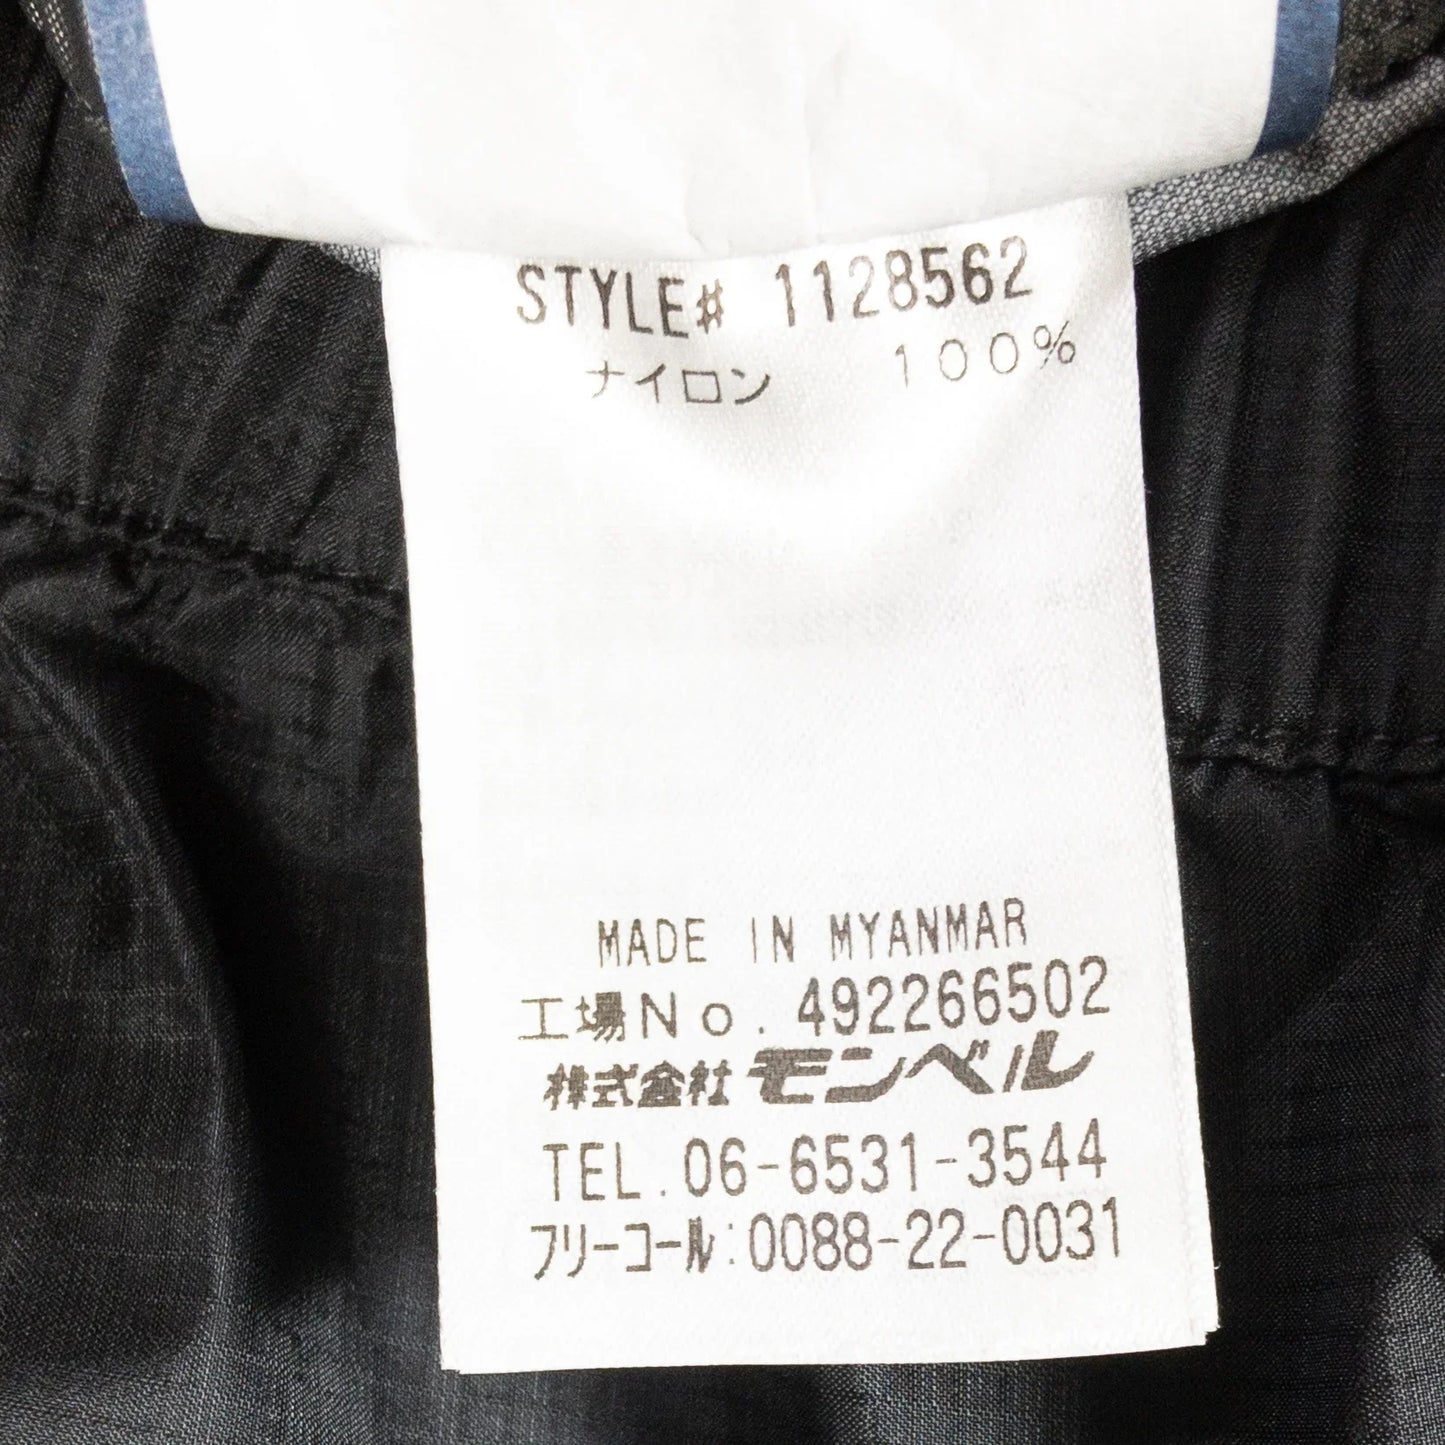 STYLE# 1128562
ナイロン 100%
MADE IN MYANMAR
工場No. 492266502
株式会社 モンベル
TEL.06-6531-3544
フリーコール:0088-22-0031